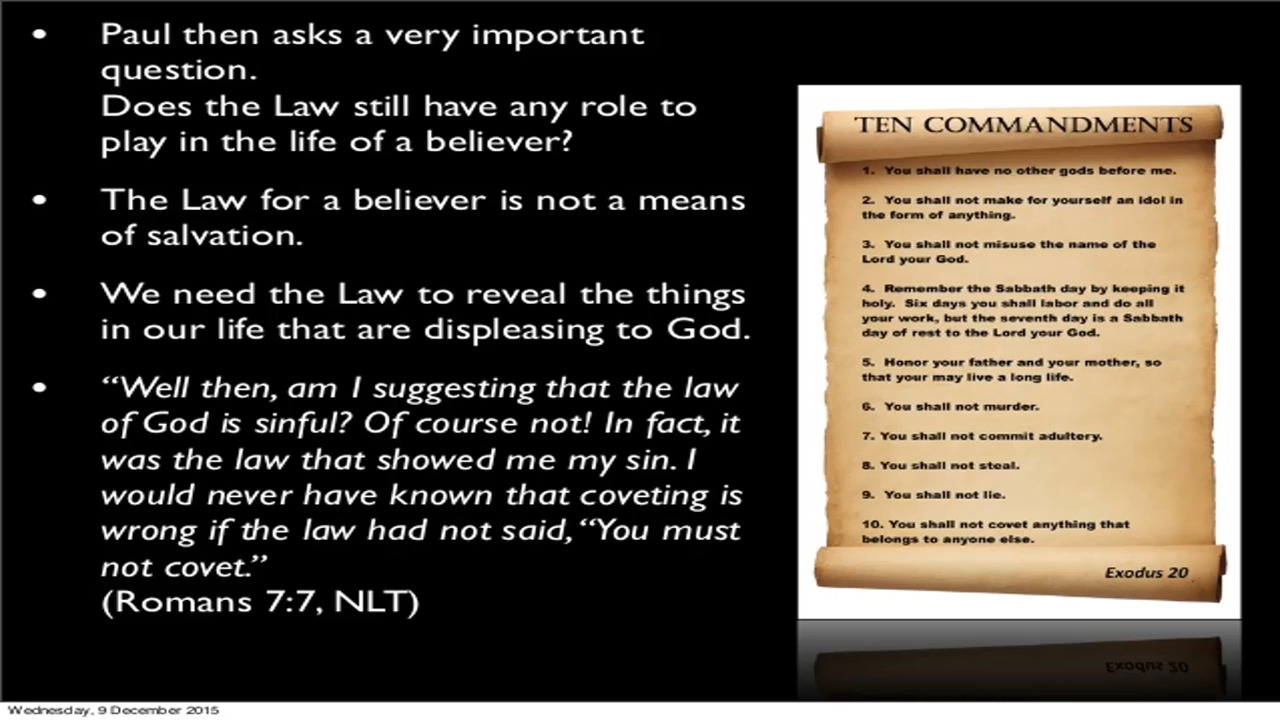 • Paul then asks a very important
question.
Does the Law still have any role to
play in the life of a believer?
• The Law for a believer is not a means
of salvation.
• We need the Law to reveal the things
in our life that are displeasing to God.
• “Well then, am I suggesting that the law
of God is sinful? Of course not! In fact, it
was the law that showed me my sin. I
would never have known that coveting is
wrong if the law had not said, “You must
not covet.”
(Romans 7:7, NLT)
TEN COMMANDMENTS
1. You shall have no other gods before me.
2. You shall not make for yourself an idol in
the form of anything.
3. You shall not misuse the name of the
Lord your God.
4. Remember the Sabbath day by keeping it
holy. Six days you shall labor and do all
your work, but the seventh day is a Sabbath
day of rest to the Lord your God.
5. Honor your father and your mother, so
that your may live a long life.
6. You shall not murder.
7. You shall not commit adultery.
8. You shall not steal.
9. You shall not lie.
10. You shall not covet anything that
belongs to anyone else.
Exodus 20
Exodus 20
Wednesday, 9 December 2015